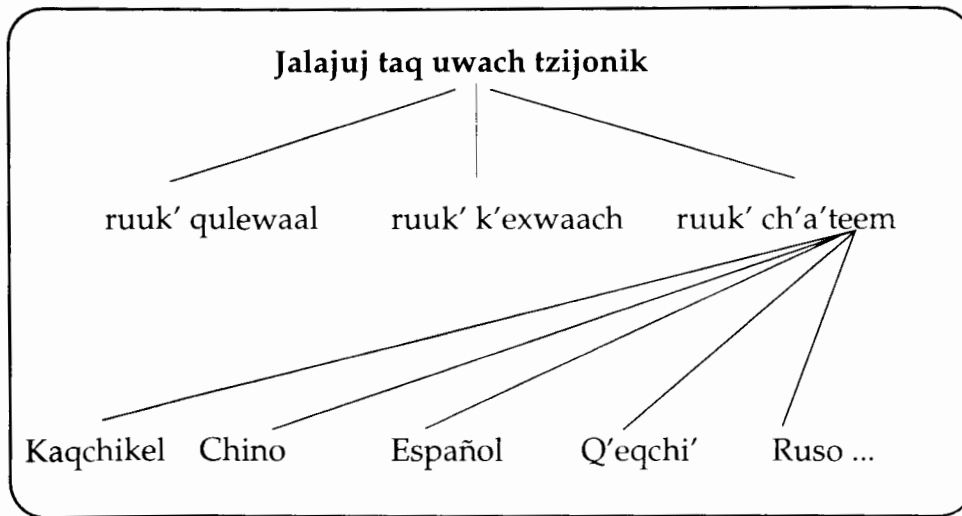 Jalajuj taq uwach tzijonik
ruuk’ qulewaal ruuk’ k’exwaach ruuk’ ch’a’teem
Kaqchikel Chino Español Q’eqchi’ Ruso ...